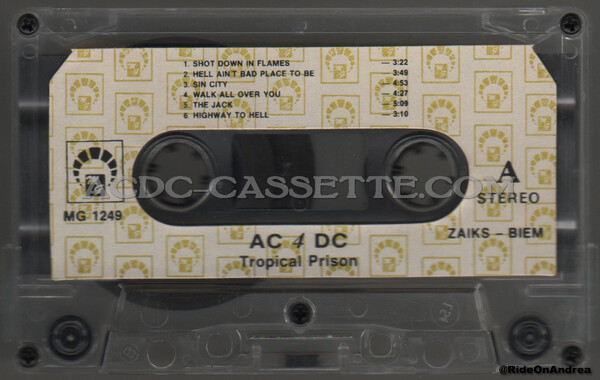 1. SHOT DOWN IN FLAMES — 3:22
2. HELL AIN'T BAD PLACE TO BE 3:49
3. SIN CITY — 4:53
4. WALK ALL OVER YOU — 4:27
5. THE JACK — 5:09
6. HIGHWAY TO HELL — 3:10
MG 1249
ACDC-CASSETTE.COM
A
STEREO
ZAIKS – BIEM
AC DC
Tropical Prison
@RideOnAndrea